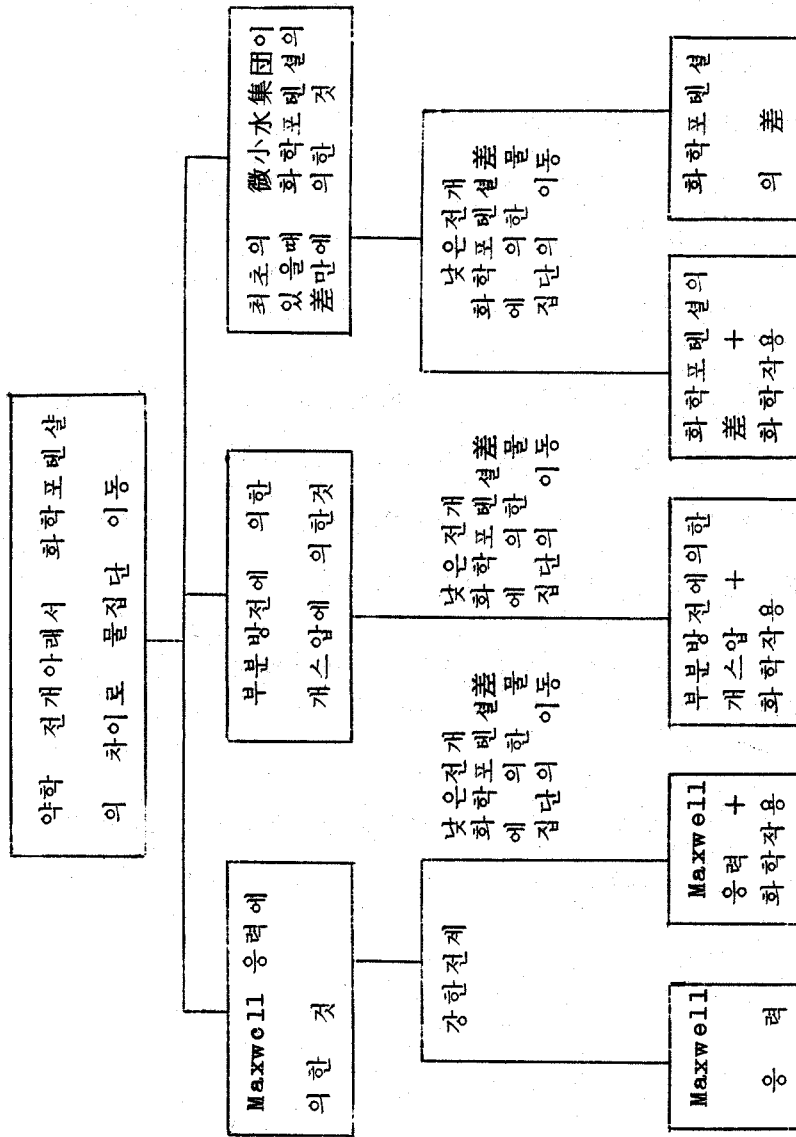 약학 전개아래서 화학포텐샬
의 차이로 물집단 이동
Maxwell 응력에
의한 것
부분방전에 의한
개스압에 의한것
최초의 微小水集団이
있을때 화학포텐셜의
差만에 의한 것
강한전계
낮은전개
화학포텐셜差
에 의한 물
집단의 이동
낮은전개
화학포텐셜差
에 의한 물
집단의 이동
낮은전개
화학포텐셜差
에 의한 물
집단의 이동
Maxwell
응 력
Maxwell
응력 +
화학작용
부분방전에의한
개스압 +
화학작용
화학포텐셜의
差 +
화학작용
화학포텐셜
의 差